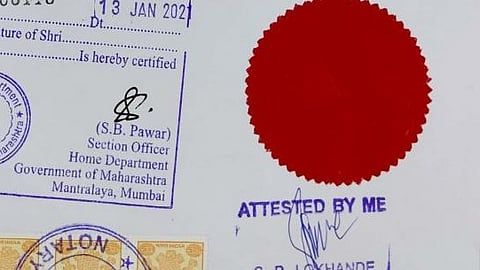 13 JAN 2021
Dt.
ture of Shri
Is hereby certified
(S.B. Pawar)
Section Officer
Home Department
Government of Maharashtra
Mantralaya, Mumbai
ATTESTED BY ME
NOTARY